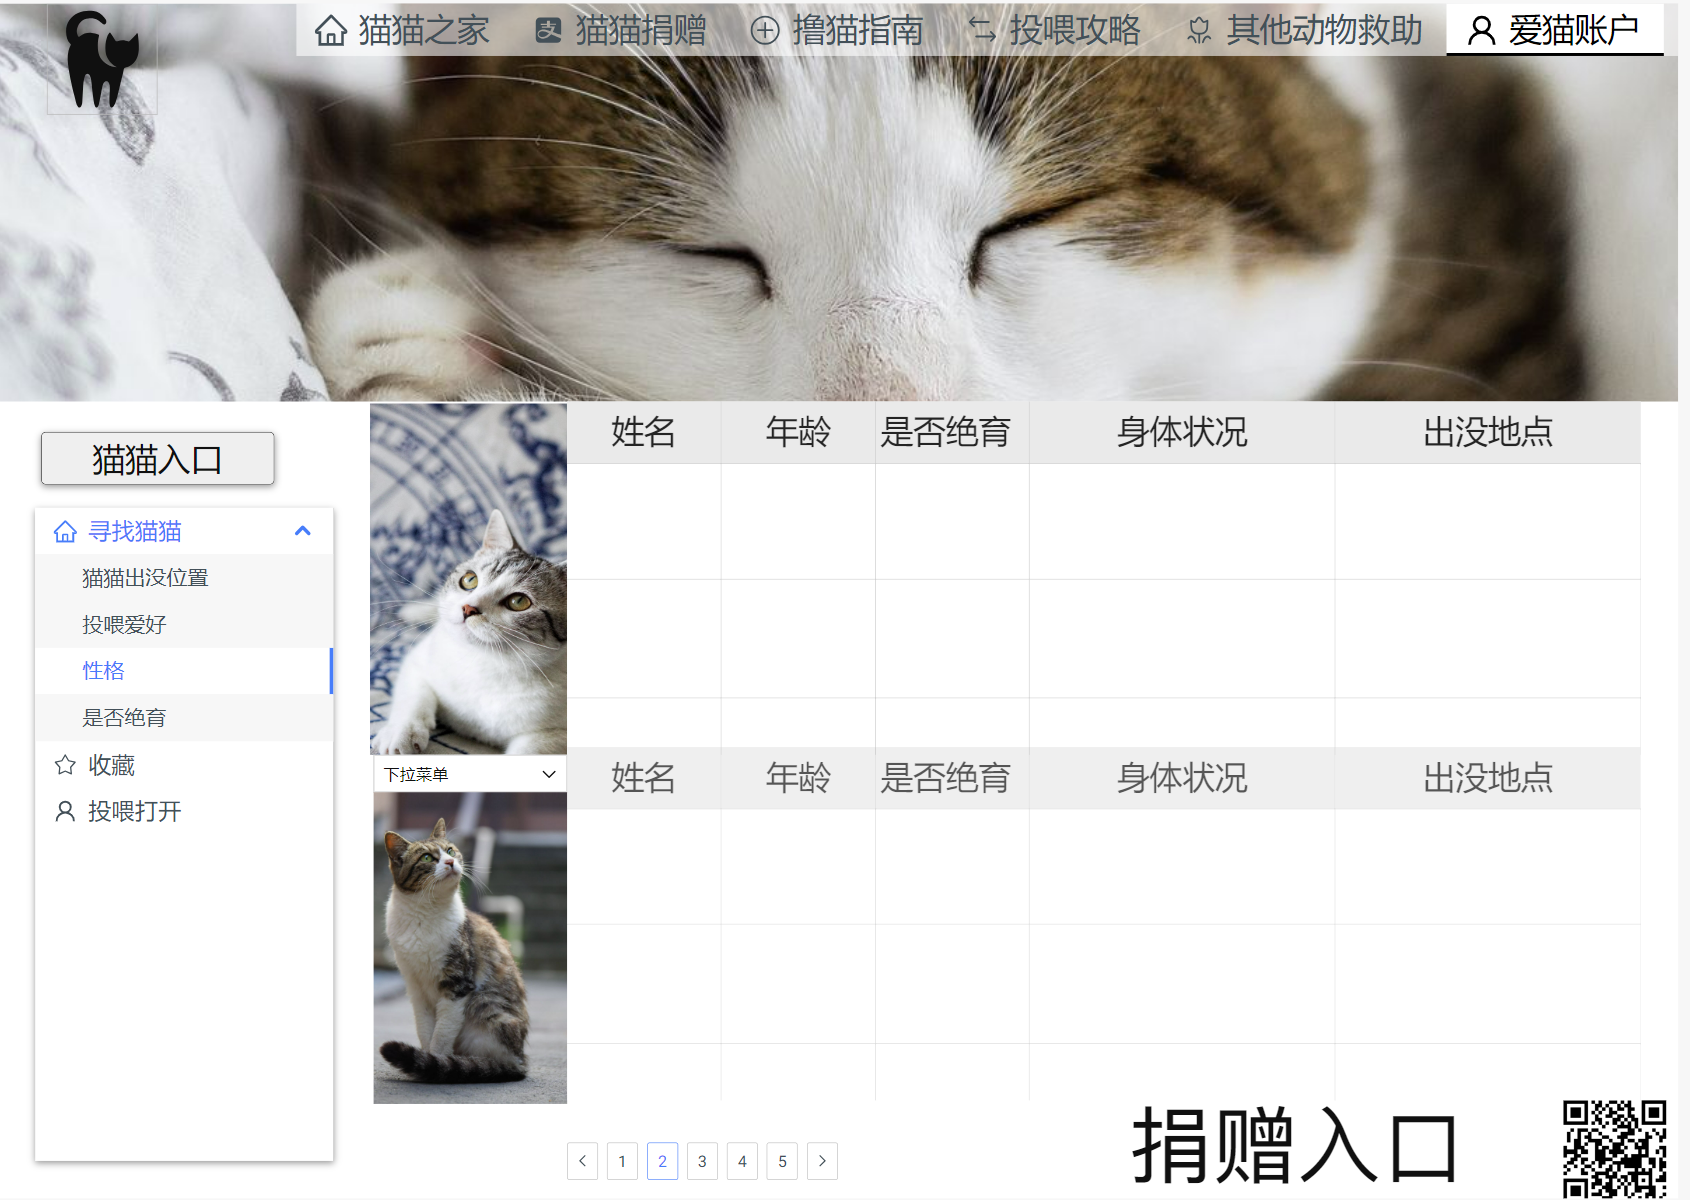 猫猫之家 支 猫猫捐赠 撸猫指南 投喂攻略 其他动物救助 爱猫账户
猫猫入口
寻找猫猫
猫猫出没位置
投喂爱好
性格
是否绝育
收藏
投喂打开
姓名 年龄 是否绝育 身体状况 出没地点
下拉菜单
姓名 年龄 是否绝育 身体状况 出没地点
1 2 3 4 5
捐赠入口